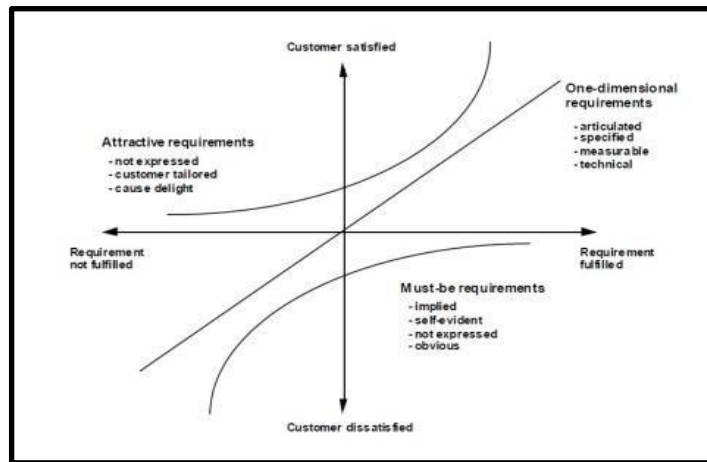 Customer satisfied
One-dimensional
requirements
- articulated
- specified
- measurable
- technical
Attractive requirements
- not expressed
- customer tailored
- cause delight
Requirement
not fulfilled
Requirement
fulfilled
Must-be requirements
- implied
- self-evident
- not expressed
- obvious
Customer dissatisfied